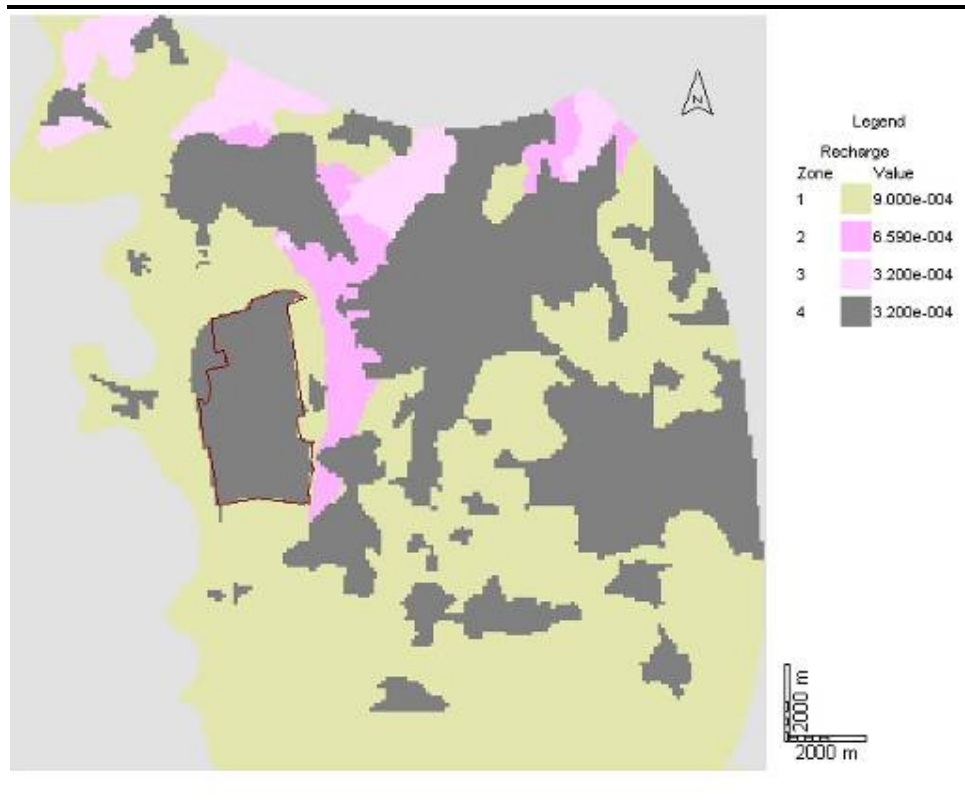 N
Legend
Recharge
Zone Value
1 9.000e-004
2 6.590e-004
3 3.200e-004
4 3.200e-004
2000 m
2000 m